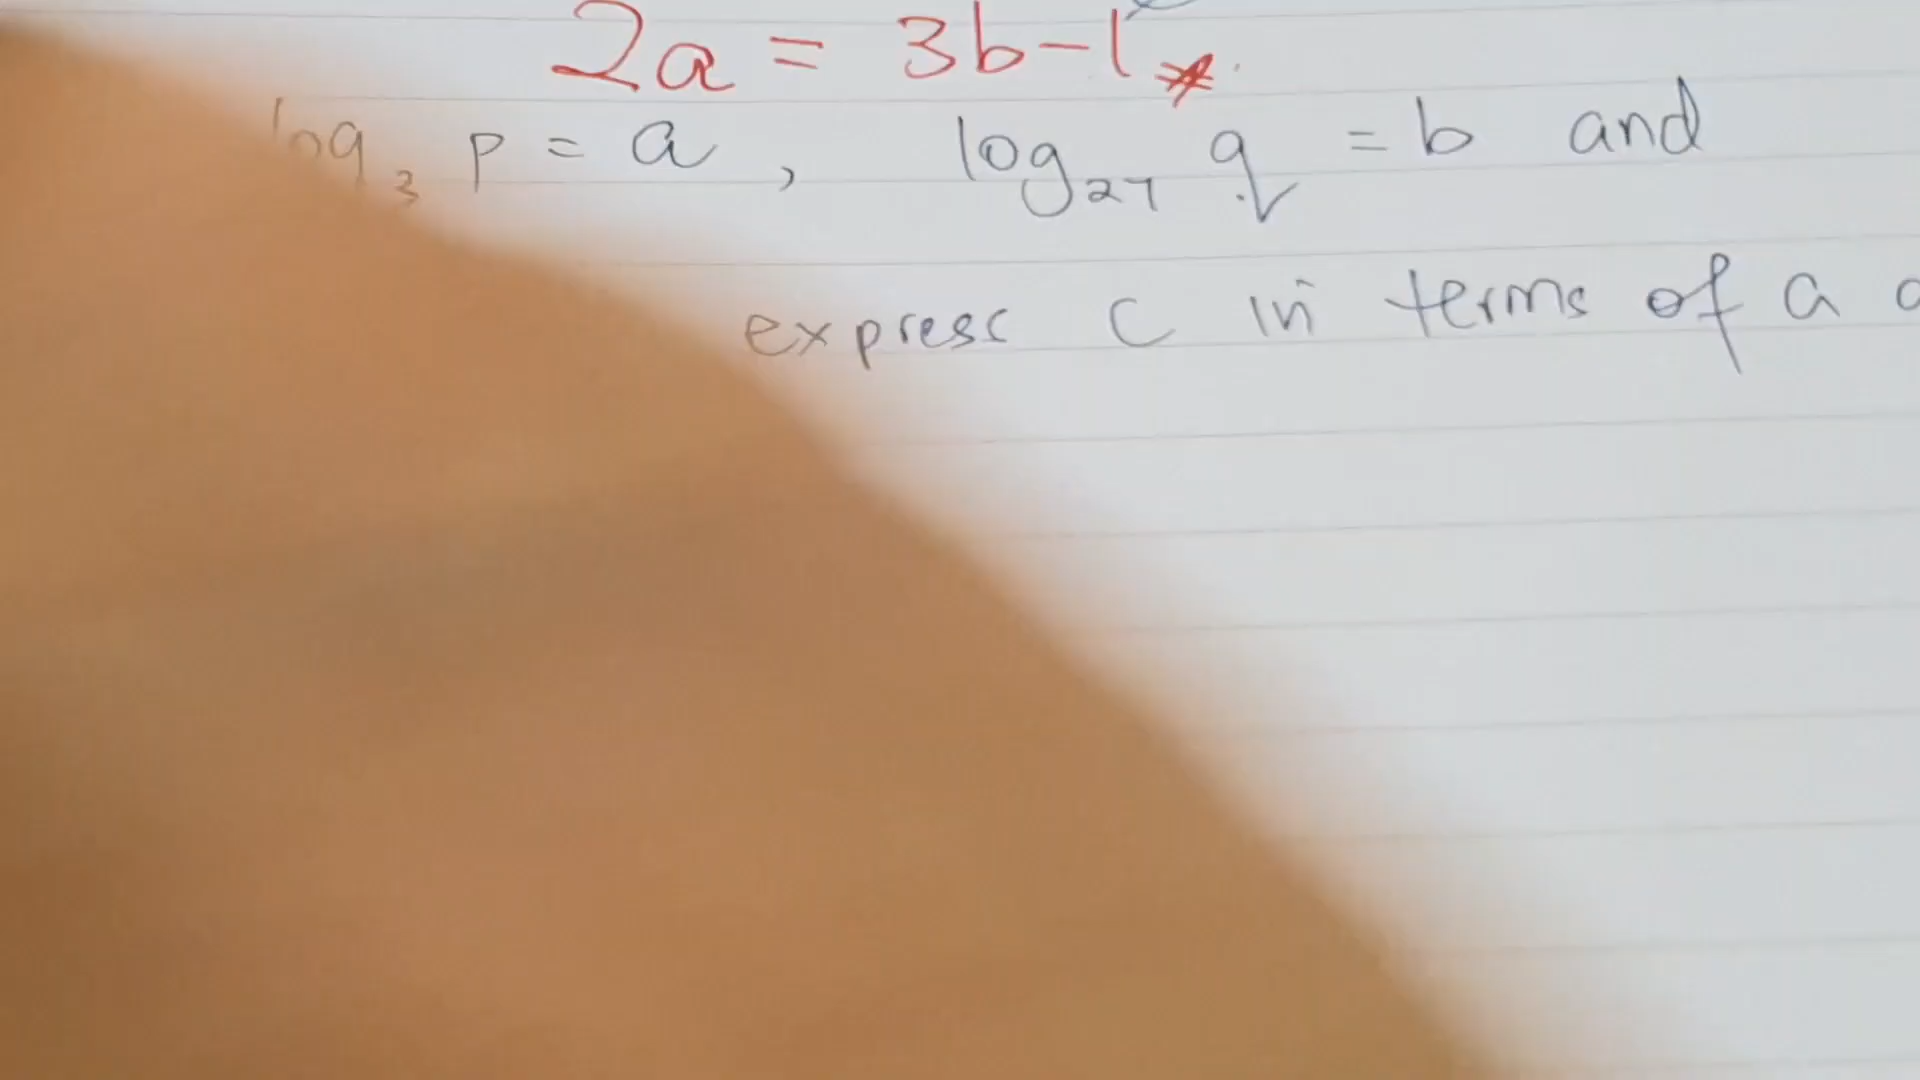 2a = 3b-1
log₃ p = a , log₂₇ q = b and
express c in terms of a